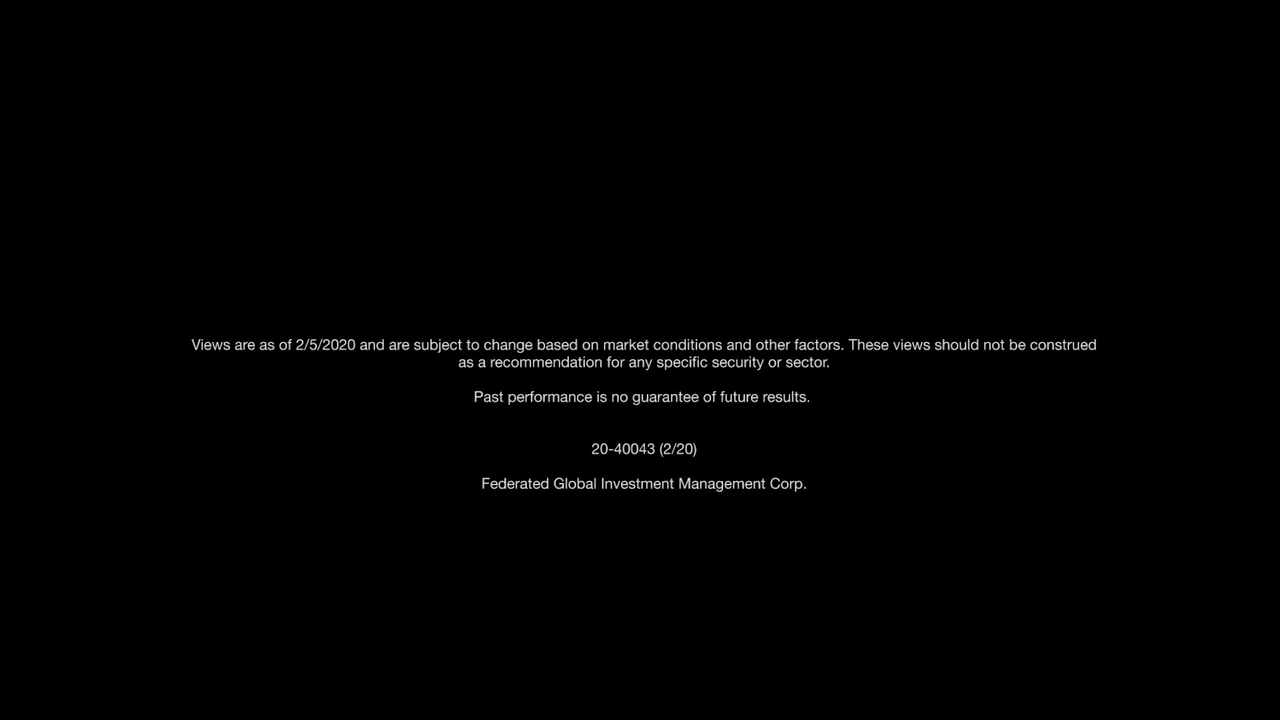 Views are as of 2/5/2020 and are subject to change based on market conditions and other factors. These views should not be construed
as a recommendation for any specific security or sector.
Past performance is no guarantee of future results.
20-40043 (2/20)
Federated Global Investment Management Corp.